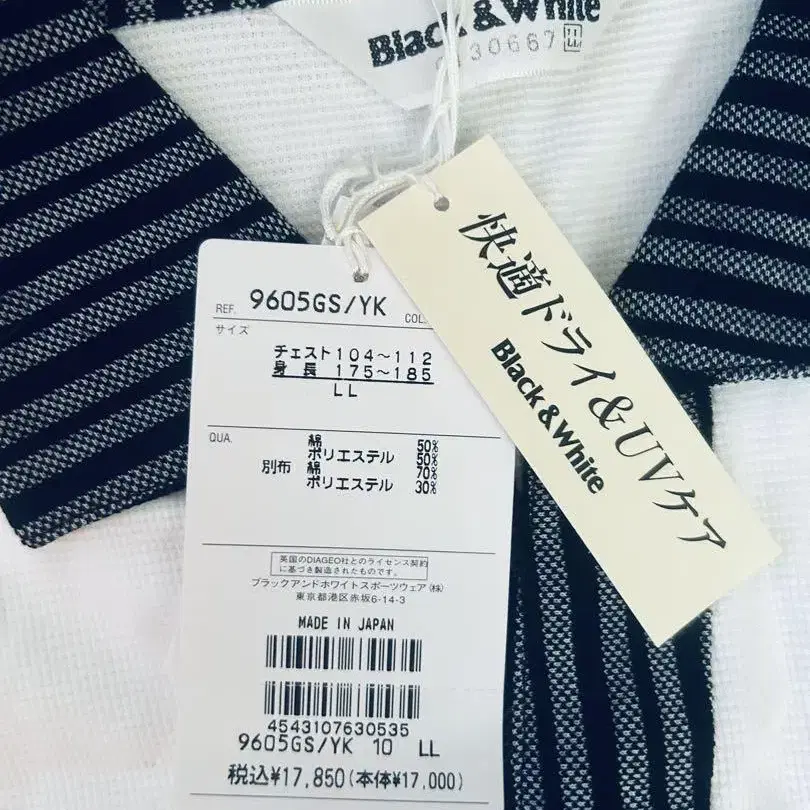 Black & White
30667 LL
快適ドライ&UVケア
Black & White
REF. 9605GS/YK COL.
サイズ
チェスト104～112
身長 175～185
LL
QUA. 綿 50%
ポリエステル 50%
別布 綿 70%
ポリエステル 30%
英国のDIAGEO社とのライセンス契約
に基づき製造されたものです。
ブラックアンドホワイトスポーツウェア(株)
東京都港区赤坂6-14-3
MADE IN JAPAN
4543107630535
9605GS/YK 10 LL
税込¥17,850(本体¥17,000)